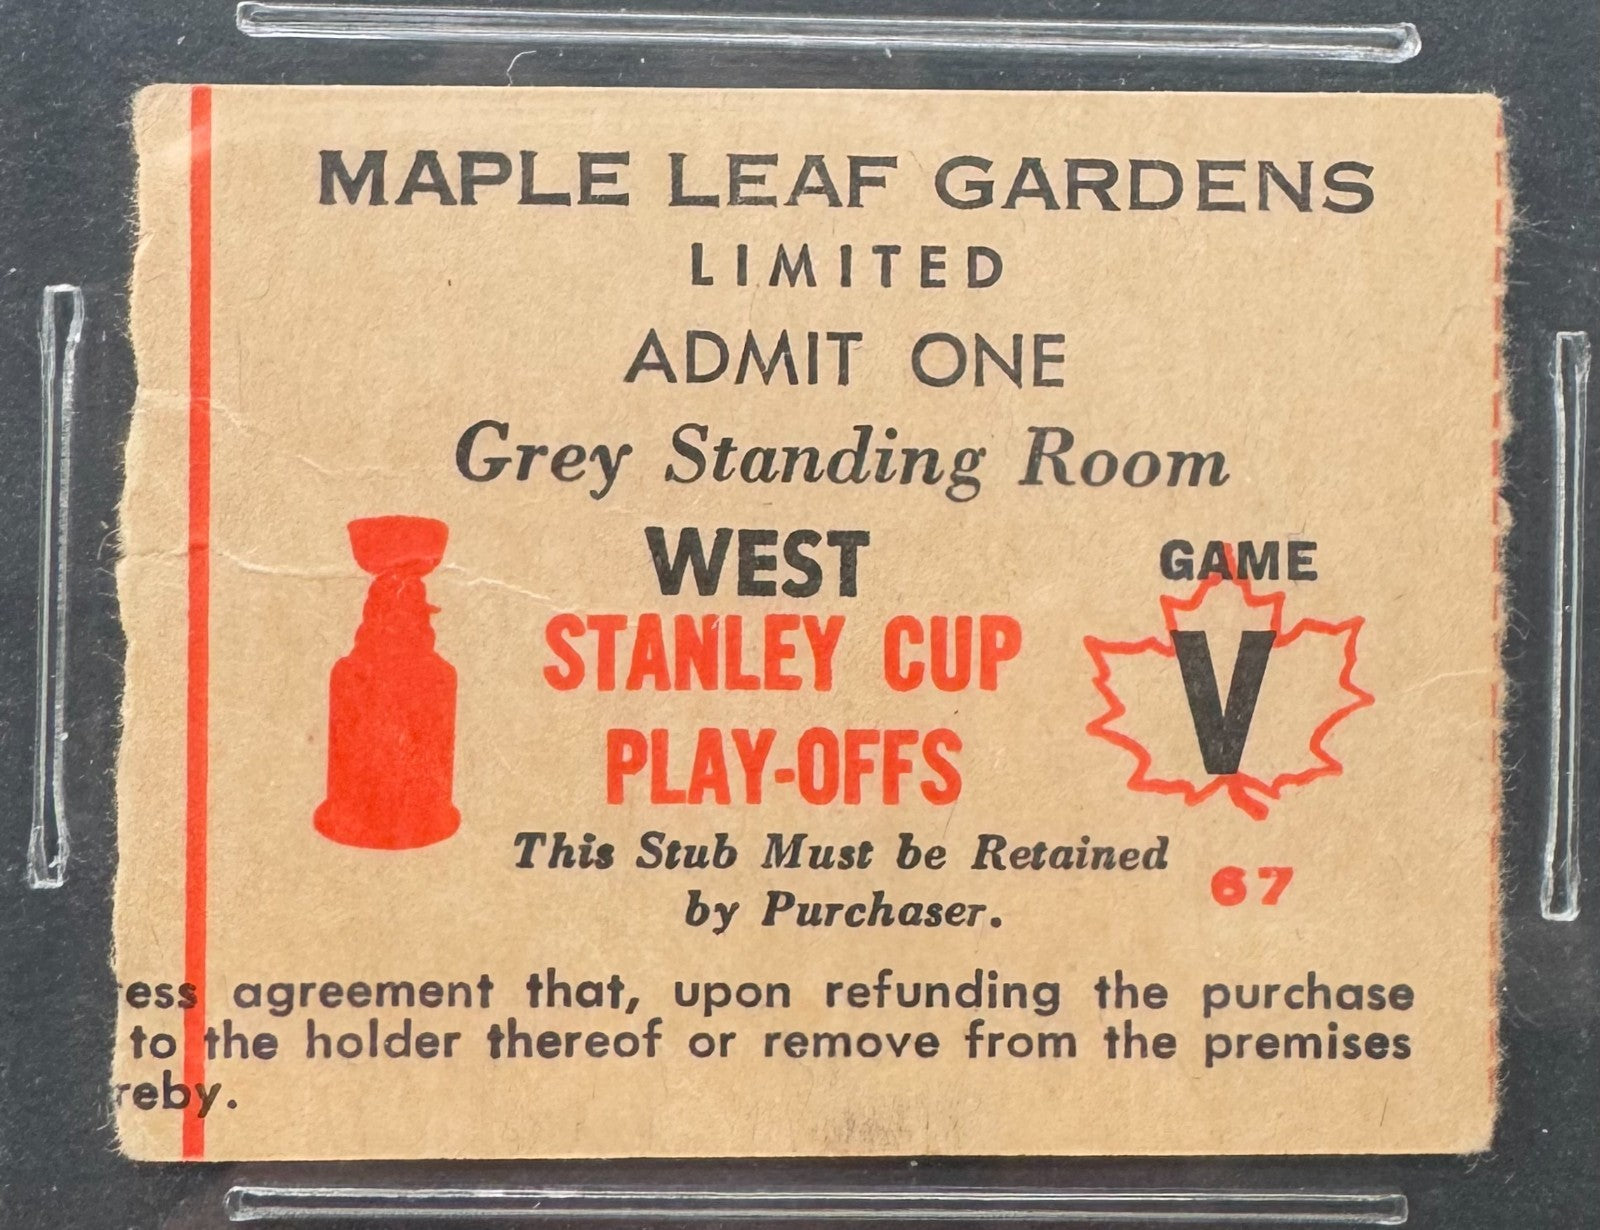 MAPLE LEAF GARDENS
LIMITED
ADMIT ONE
Grey Standing Room
WEST
STANLEY CUP
PLAY-OFFS
GAME
V
This Stub Must be Retained
by Purchaser.
67
ess agreement that, upon refunding the purchase
to the holder thereof or remove from the premises
reby.